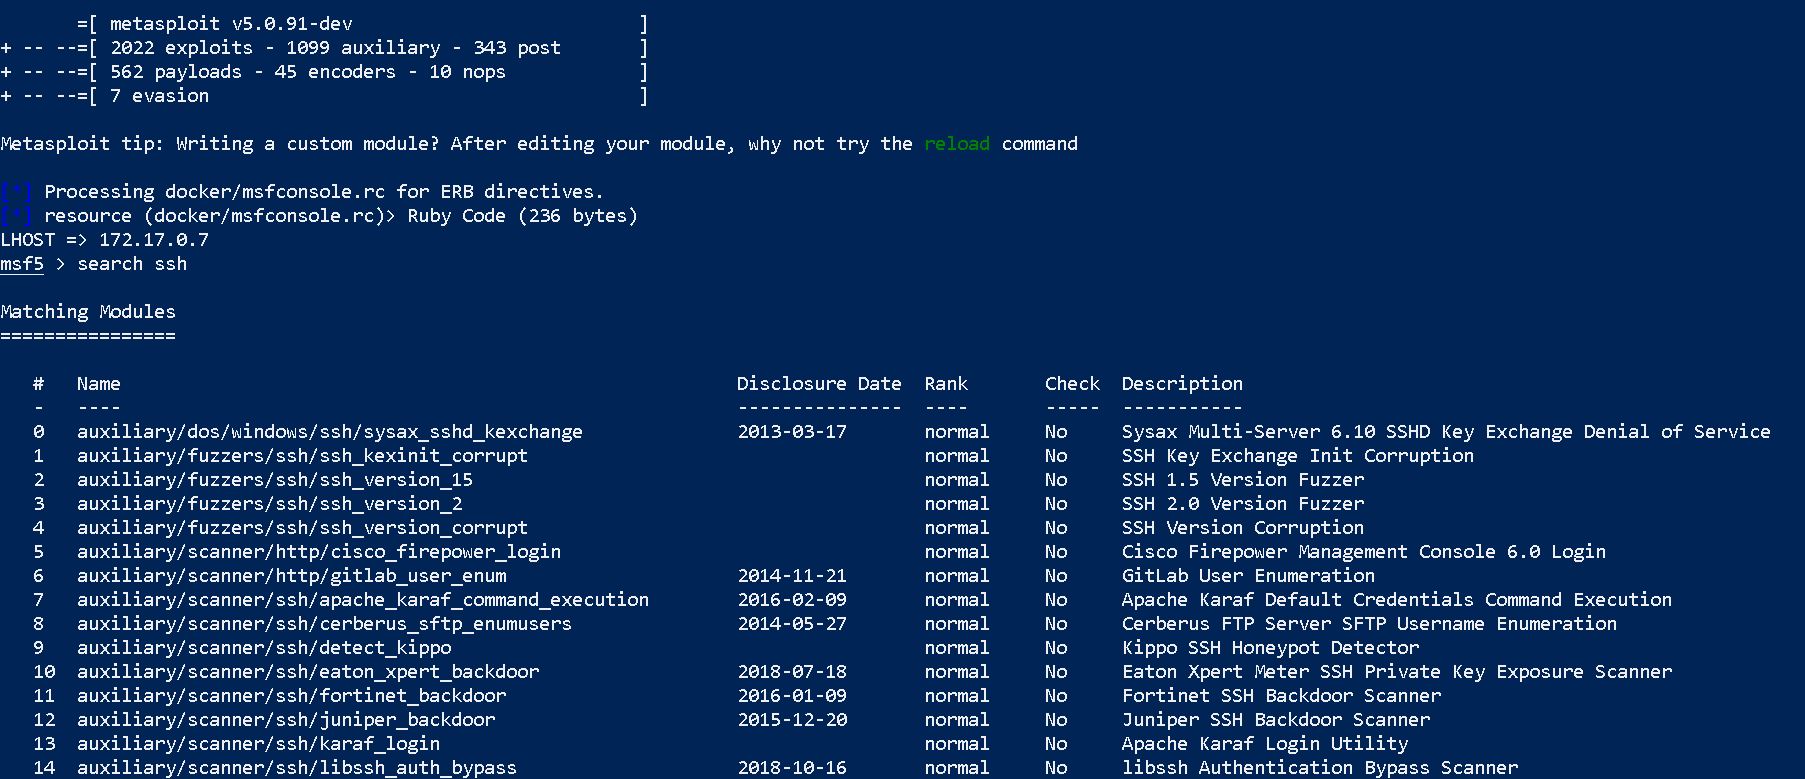 =[ metasploit v5.0.91-dev ]
+ -- --=[ 2022 exploits - 1099 auxiliary - 343 post ]
+ -- --=[ 562 payloads - 45 encoders - 10 nops ]
+ -- --=[ 7 evasion ]
Metasploit tip: Writing a custom module? After editing your module, why not try the reload command
[*] Processing docker/msfconsole.rc for ERB directives.
[*] resource (docker/msfconsole.rc)> Ruby Code (236 bytes)
LHOST => 172.17.0.7
msf5 > search ssh
Matching Modules
================
# Name Disclosure Date Rank Check Description
- ---- --------------- ---- ----- -----------
0 auxiliary/dos/windows/ssh/sysax_sshd_kexchange 2013-03-17 normal No Sysax Multi-Server 6.10 SSHD Key Exchange Denial of Service
1 auxiliary/fuzzers/ssh/ssh_kexinit_corrupt normal No SSH Key Exchange Init Corruption
2 auxiliary/fuzzers/ssh/ssh_version_15 normal No SSH 1.5 Version Fuzzer
3 auxiliary/fuzzers/ssh/ssh_version_2 normal No SSH 2.0 Version Fuzzer
4 auxiliary/fuzzers/ssh/ssh_version_corrupt normal No SSH Version Corruption
5 auxiliary/scanner/http/cisco_firepower_login normal No Cisco Firepower Management Console 6.0 Login
6 auxiliary/scanner/http/gitlab_user_enum 2014-11-21 normal No GitLab User Enumeration
7 auxiliary/scanner/ssh/apache_karaf_command_execution 2016-02-09 normal No Apache Karaf Default Credentials Command Execution
8 auxiliary/scanner/ssh/cerberus_sftp_enumusers 2014-05-27 normal No Cerberus FTP Server SFTP Username Enumeration
9 auxiliary/scanner/ssh/detect_kippo normal No Kippo SSH Honeypot Detector
10 auxiliary/scanner/ssh/eaton_xpert_backdoor 2018-07-18 normal No Eaton Xpert Meter SSH Private Key Exposure Scanner
11 auxiliary/scanner/ssh/fortinet_backdoor 2016-01-09 normal No Fortinet SSH Backdoor Scanner
12 auxiliary/scanner/ssh/juniper_backdoor 2015-12-20 normal No Juniper SSH Backdoor Scanner
13 auxiliary/scanner/ssh/karaf_login normal No Apache Karaf Login Utility
14 auxiliary/scanner/ssh/libssh_auth_bypass 2018-10-16 normal No libssh Authentication Bypass Scanner